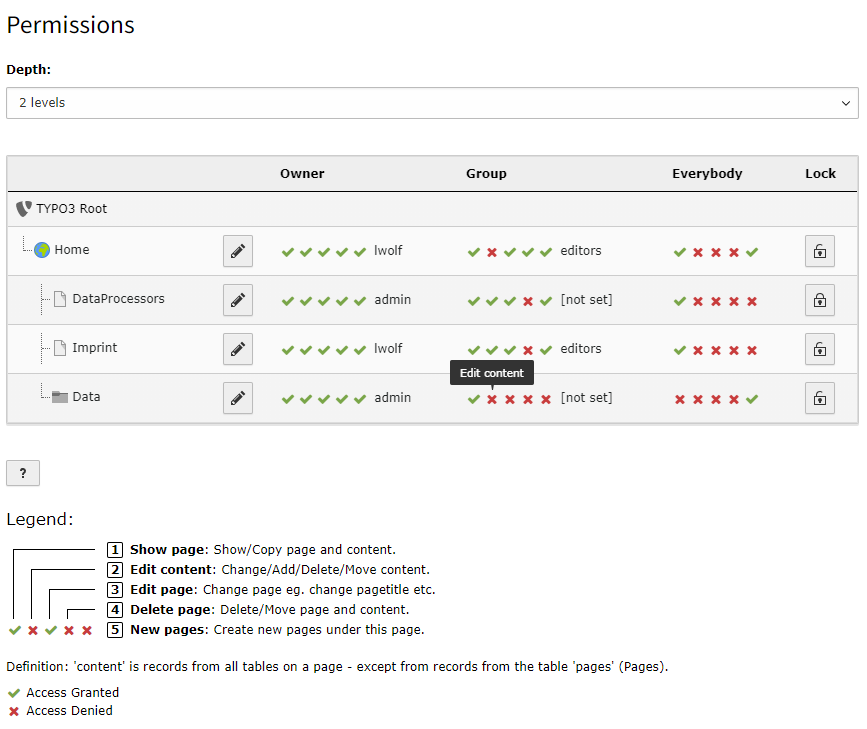 Permissions
Depth:
2 levels
Owner Group Everybody Lock
TYPO3 Root
Home lwolf editors
DataProcessors admin [not set]
Imprint lwolf editors
Edit content
Data admin [not set]
?
Legend:
1 Show page: Show/Copy page and content.
2 Edit content: Change/Add/Delete/Move content.
3 Edit page: Change page eg. change pagetitle etc.
4 Delete page: Delete/Move page and content.
5 New pages: Create new pages under this page.
Definition: 'content' is records from all tables on a page - except from records from the table 'pages' (Pages).
Access Granted
Access Denied